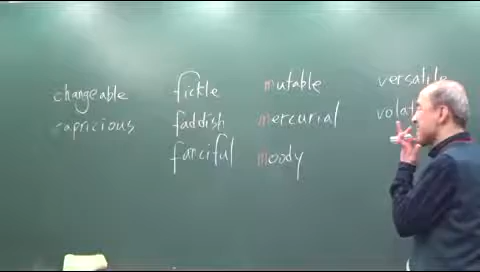 changeable fickle mutable versatile
capricious faddish mercurial
fanciful moody